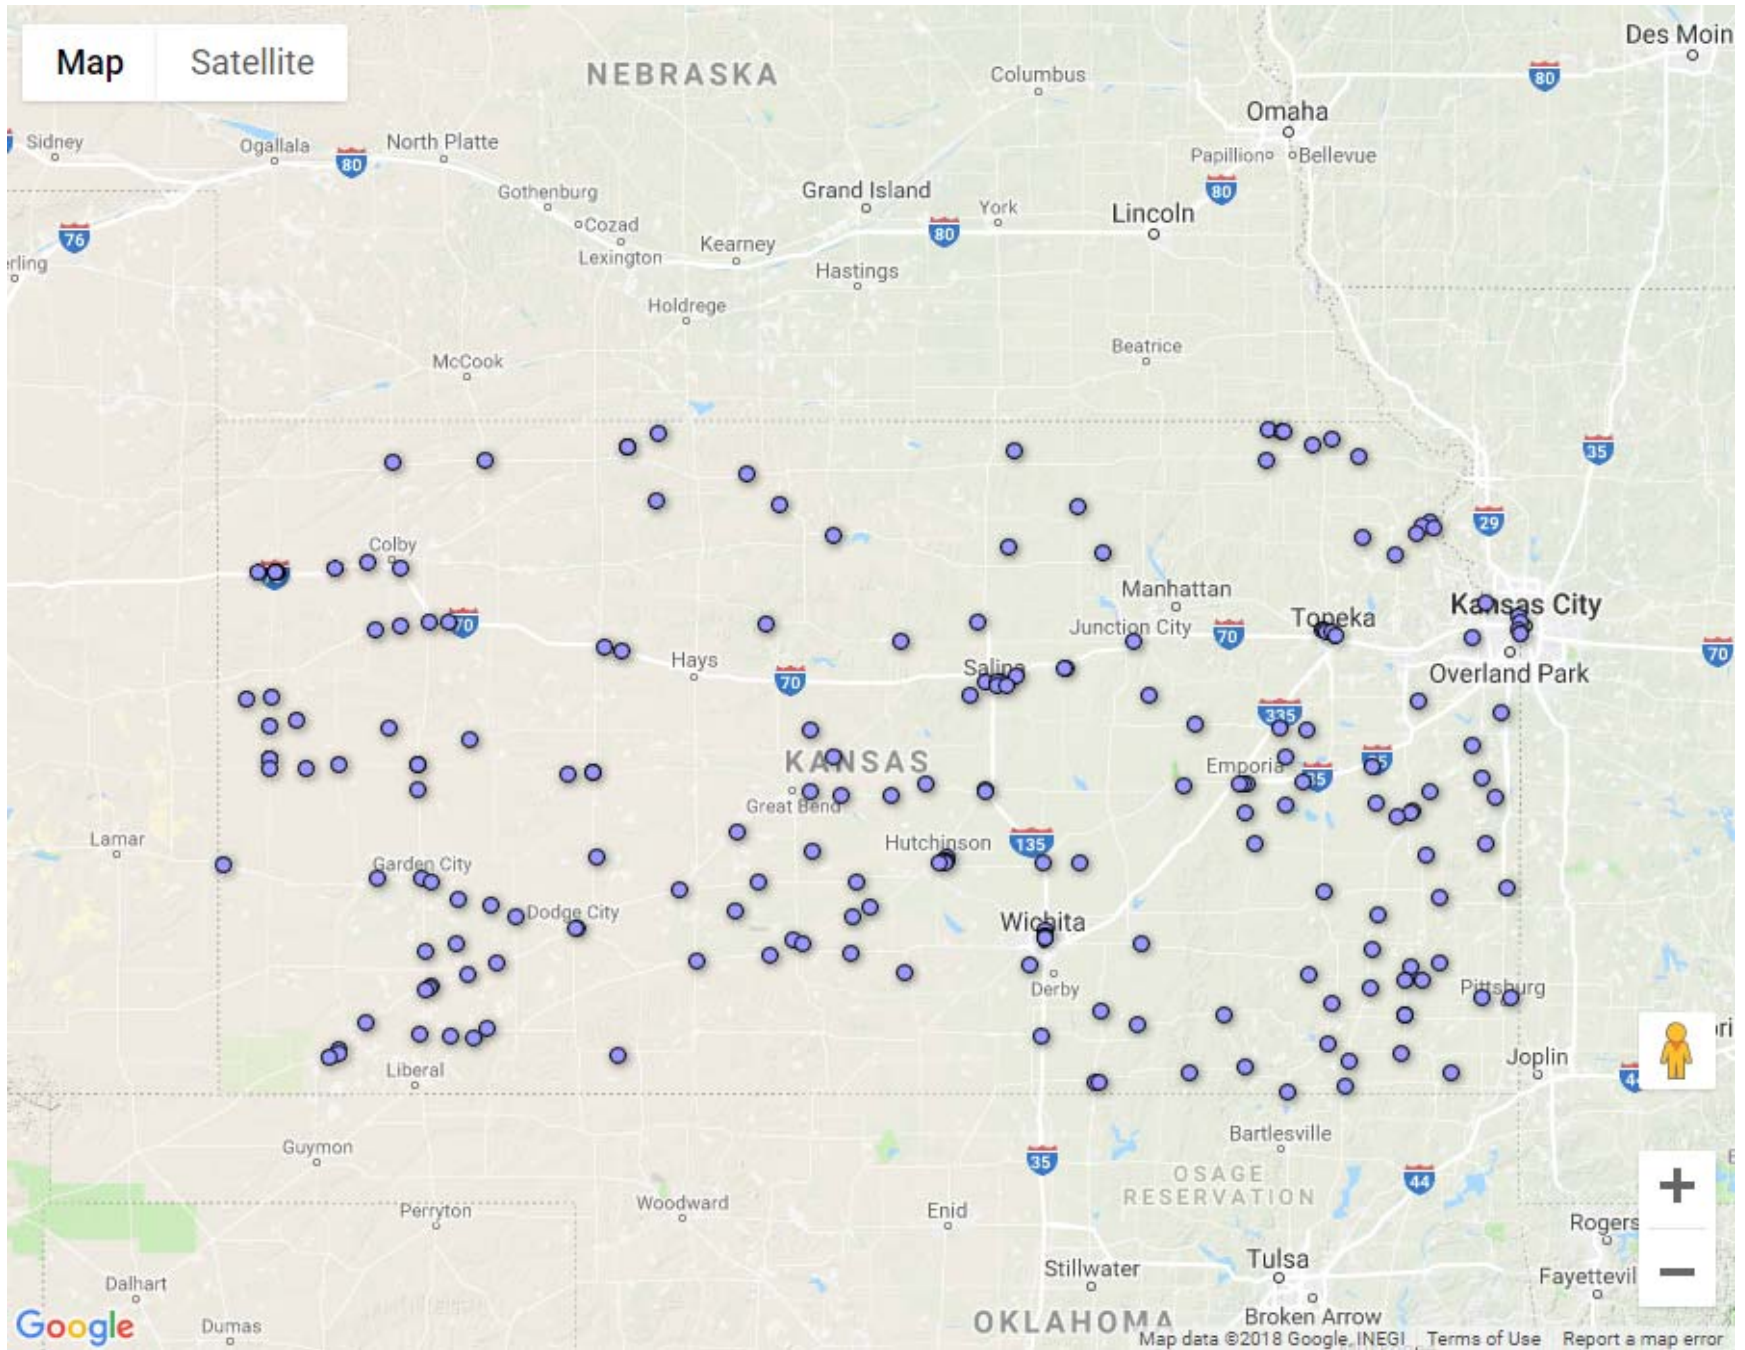 Map Satellite
Des Moin
NEBRASKA
Columbus
80
Omaha
Sidney
Ogallala
80
North Platte
Papillion
Bellevue
Gothenburg
Grand Island
80
York
Lincoln
Cozad
76
80
Kearney
Lexington
erling
Hastings
Holdrege
Beatrice
McCook
35
29
Colby
Manhattan
Kansas City
Topeka
70
Junction City
70
70
Hays
Salina
70
Overland Park
335
KANSAS
Emporia
35
35
Great Bend
Lamar
Hutchinson
135
Garden City
Dodge City
Wichita
Derby
Pittsburg
Joplin
Liberal
44
Bartlesville
Guymon
35
OSAGE
RESERVATION
44
Woodward
Perryton
Enid
Rogers
Tulsa
Stillwater
Fayettevil
Dalhart
Broken Arrow
OKLAHOMA
Google
Dumas
Map data ©2018 Google, INEGI Terms of Use Report a map error